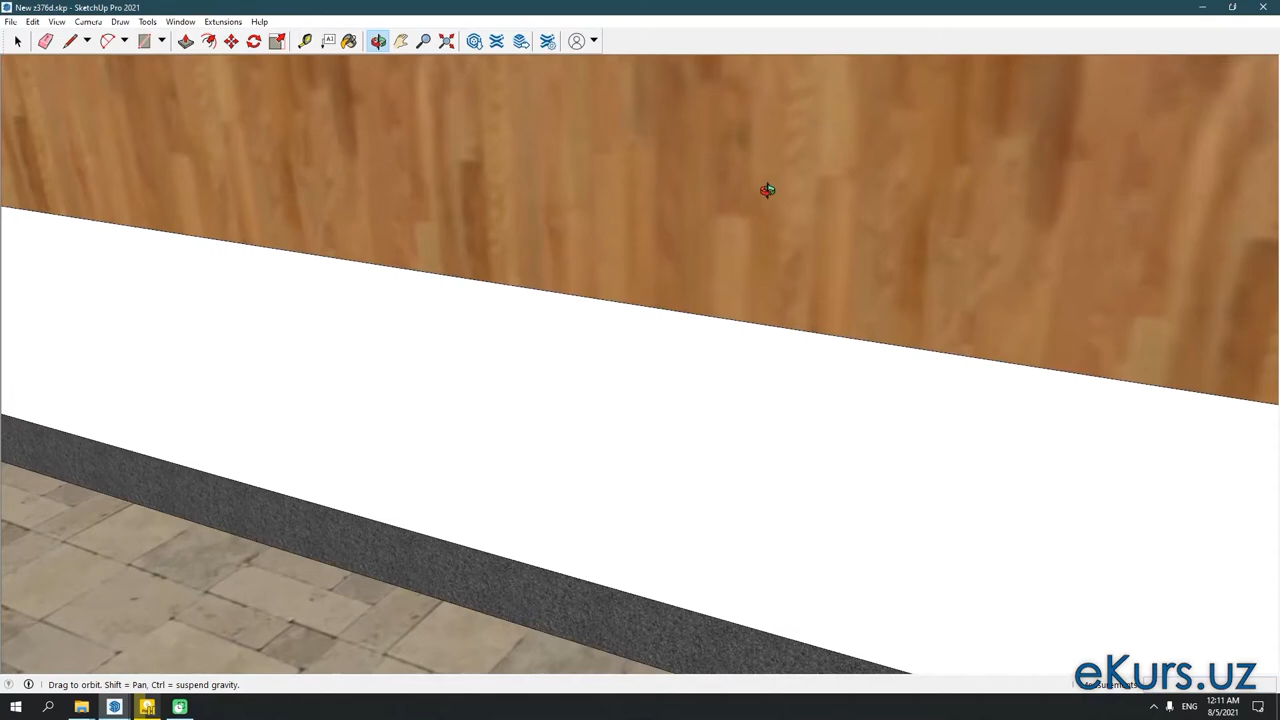 New z376d.skp - SketchUp Pro 2021
File Edit View Camera Draw Tools Window Extensions Help
Drag to orbit. Shift = Pan, Ctrl = suspend gravity.
Measurements
eKurs.uz
ENG
12:11 AM
8/5/2021